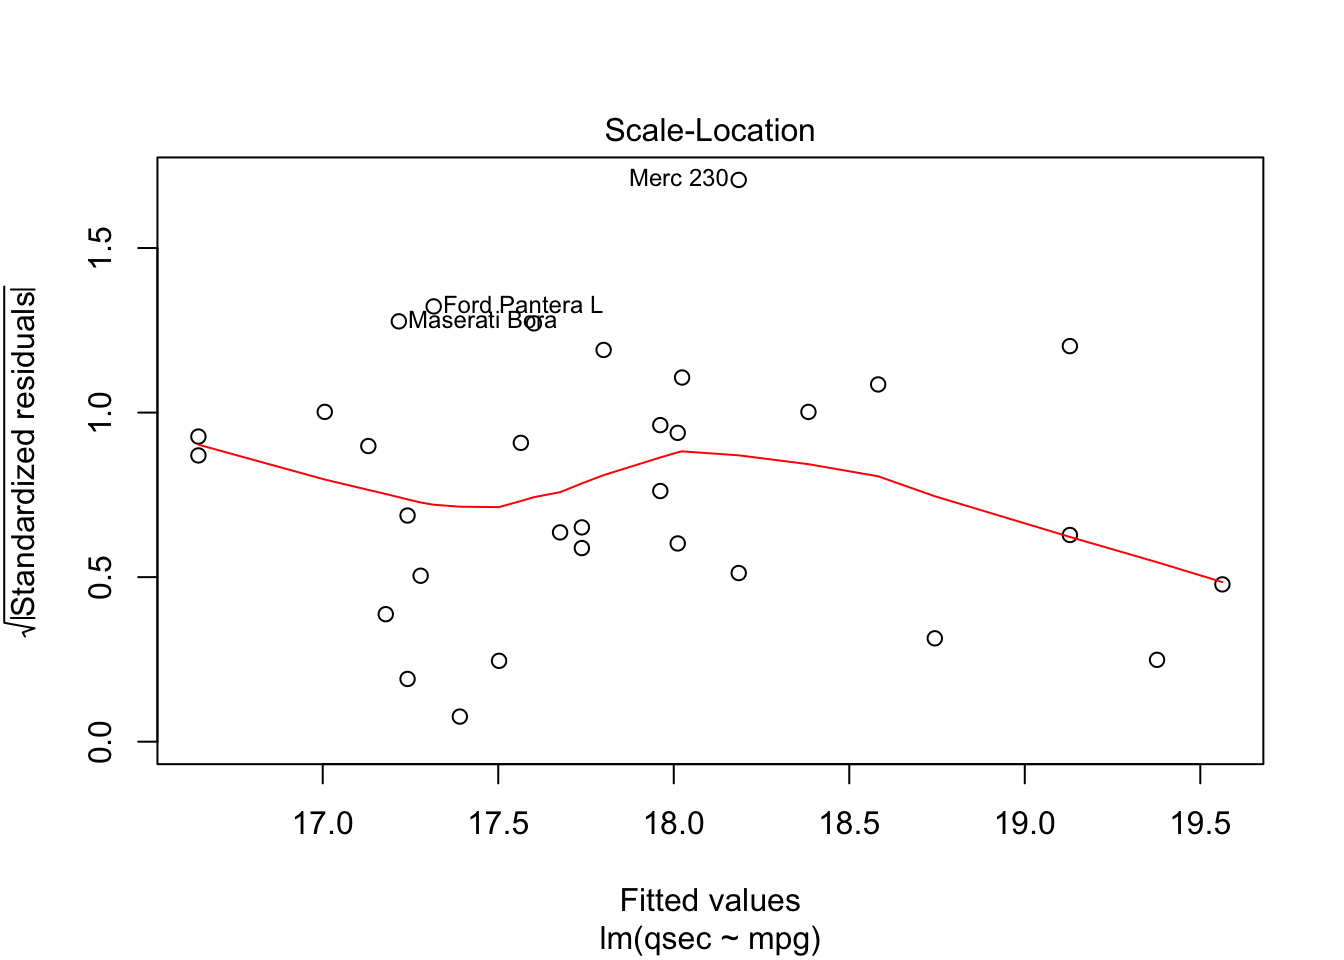 Scale-Location
Merc 230
Ford Pantera L
Maserati Bora
√|Standardized residuals|
0.0
0.5
1.0
1.5
17.0 17.5 18.0 18.5 19.0 19.5
Fitted values
lm(qsec ~ mpg)